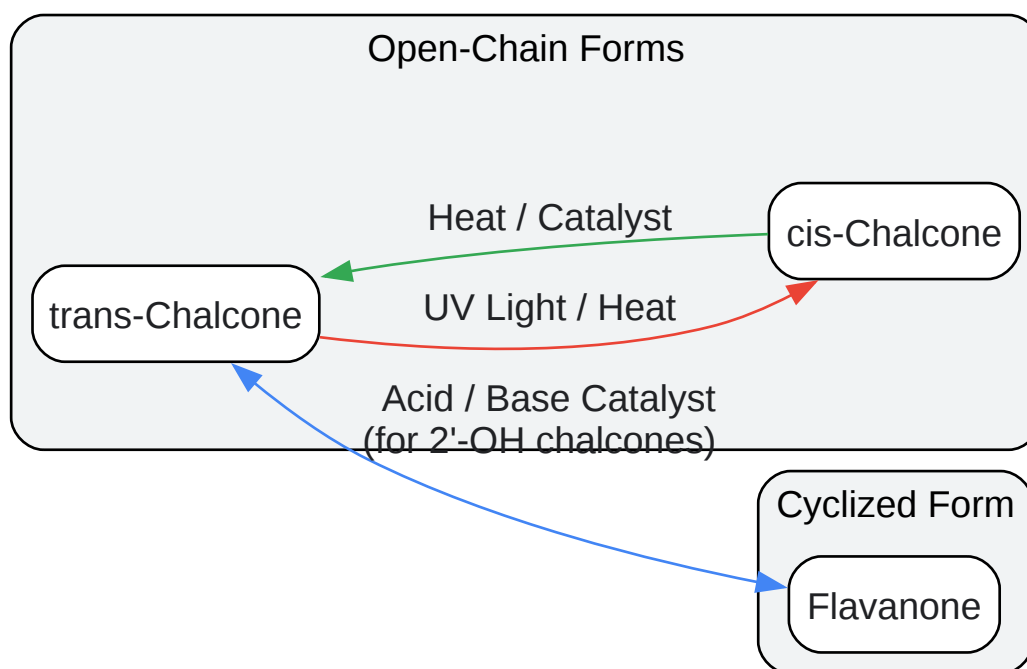 Open-Chain Forms
Heat / Catalyst
cis-Chalcone
trans-Chalcone
UV Light / Heat
Acid / Base Catalyst
(for 2'-OH chalcones)
Cyclized Form
Flavanone